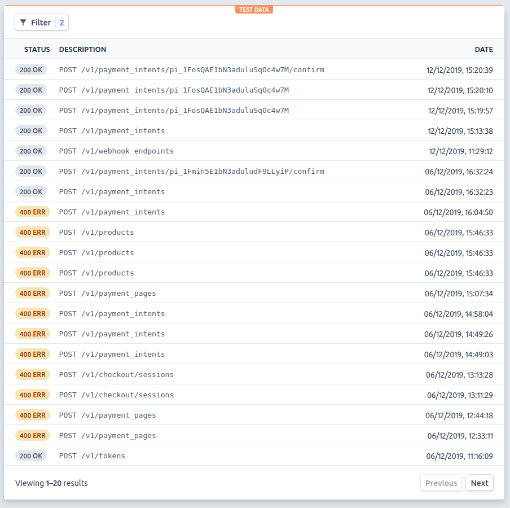 TEST DATA
Filter 2
STATUS DESCRIPTION DATE
200 OK POST /v1/payment_intents/pi_1FosQAE1bN3aduluSqOc4w7M/confirm 12/12/2019, 15:20:39
200 OK POST /v1/payment_intents/pi_1FosQAE1bN3aduluSqOc4w7M 12/12/2019, 15:20:10
200 OK POST /v1/payment_intents/pi_1FosQAE1bN3aduluSqOc4w7M 12/12/2019, 15:19:57
200 OK POST /v1/payment_intents 12/12/2019, 15:13:38
200 OK POST /v1/webhook_endpoints 12/12/2019, 11:29:12
200 OK POST /v1/payment_intents/pi_1Fmin5E1bN3aduludF9LLyiP/confirm 06/12/2019, 16:32:24
200 OK POST /v1/payment_intents 06/12/2019, 16:32:23
400 ERR POST /v1/payment_intents 06/12/2019, 16:04:50
400 ERR POST /v1/products 06/12/2019, 15:46:33
400 ERR POST /v1/products 06/12/2019, 15:46:33
400 ERR POST /v1/products 06/12/2019, 15:46:33
400 ERR POST /v1/payment_pages 06/12/2019, 15:07:34
400 ERR POST /v1/payment_intents 06/12/2019, 14:58:04
400 ERR POST /v1/payment_intents 06/12/2019, 14:49:26
400 ERR POST /v1/payment_intents 06/12/2019, 14:49:03
400 ERR POST /v1/checkout/sessions 06/12/2019, 13:13:28
400 ERR POST /v1/checkout/sessions 06/12/2019, 13:11:29
400 ERR POST /v1/payment_pages 06/12/2019, 12:44:18
400 ERR POST /v1/payment_pages 06/12/2019, 12:33:11
200 OK POST /v1/tokens 06/12/2019, 11:16:09
Viewing 1–20 results Previous Next